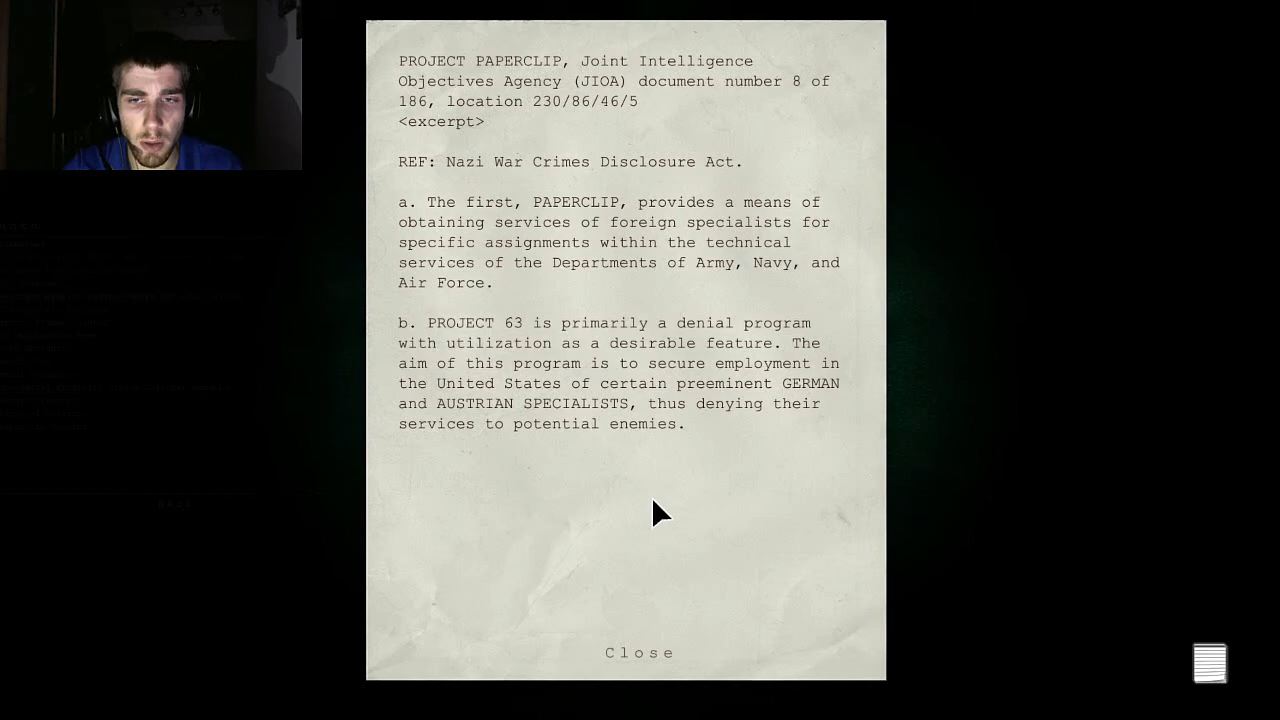 PROJECT PAPERCLIP, Joint Intelligence
Objectives Agency (JIOA) document number 8 of
186, location 230/86/46/5
<excerpt>
REF: Nazi War Crimes Disclosure Act.
a. The first, PAPERCLIP, provides a means of
obtaining services of foreign specialists for
specific assignments within the technical
services of the Departments of Army, Navy, and
Air Force.
b. PROJECT 63 is primarily a denial program
with utilization as a desirable feature. The
aim of this program is to secure employment in
the United States of certain preeminent GERMAN
and AUSTRIAN SPECIALISTS, thus denying their
services to potential enemies.
Close